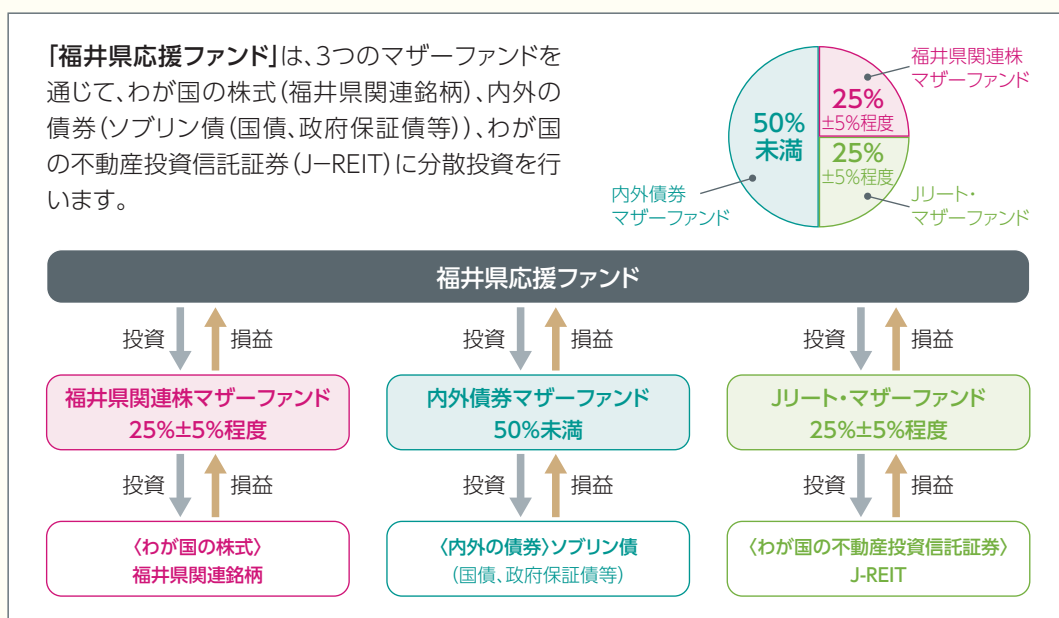 「福井県応援ファンド」は、3つのマザーファンドを
通じて、わが国の株式(福井県関連銘柄)、内外の
債券(ソブリン債(国債、政府保証債等))、わが国
の不動産投資信託証券(J−REIT)に分散投資を行
います。
福井県関連株
マザーファンド
25%
±5%程度
50%
未満
25%
±5%程度
内外債券
マザーファンド
Jリート・
マザーファンド
福井県応援ファンド
投資 損益 投資 損益 投資 損益
福井県関連株マザーファンド
25%±5%程度
内外債券マザーファンド
50%未満
Jリート・マザーファンド
25%±5%程度
投資 損益 投資 損益 投資 損益
〈わが国の株式〉
福井県関連銘柄
〈内外の債券〉ソブリン債
(国債、政府保証債等)
〈わが国の不動産投資信託証券〉
J-REIT